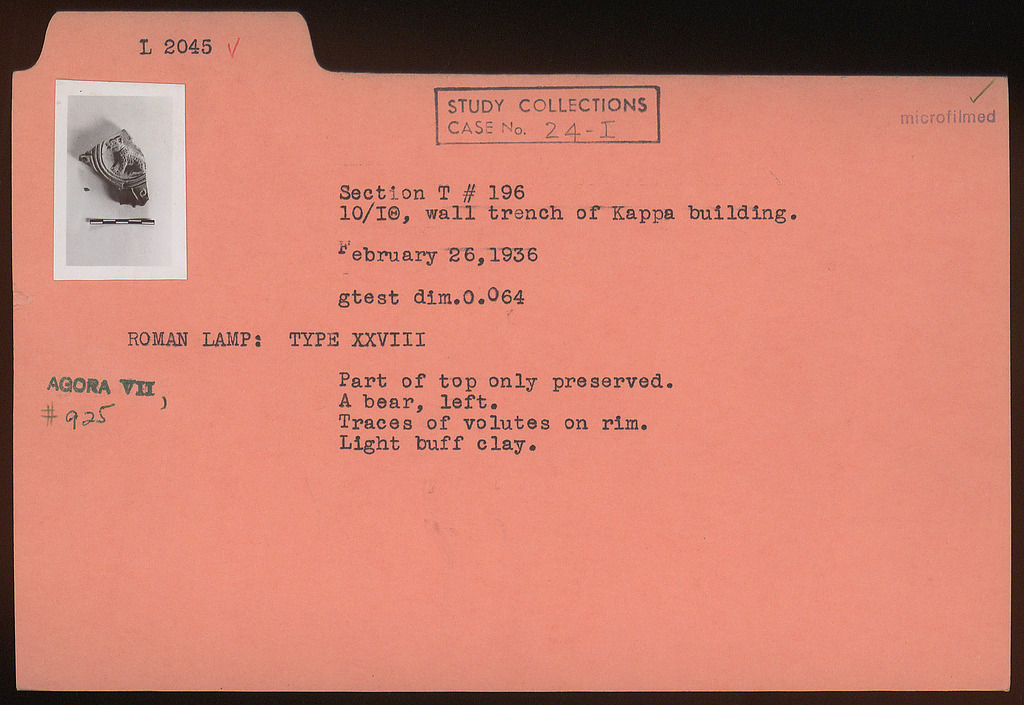 L 2045 ✓
STUDY COLLECTIONS
CASE No. 24-I
microfilmed
Section T # 196
10/IΘ, wall trench of Kappa building.
February 26,1936
gtest dim.0.064
ROMAN LAMP: TYPE XXVIII
AGORA VII,
# 925
Part of top only preserved.
A bear, left.
Traces of volutes on rim.
Light buff clay.